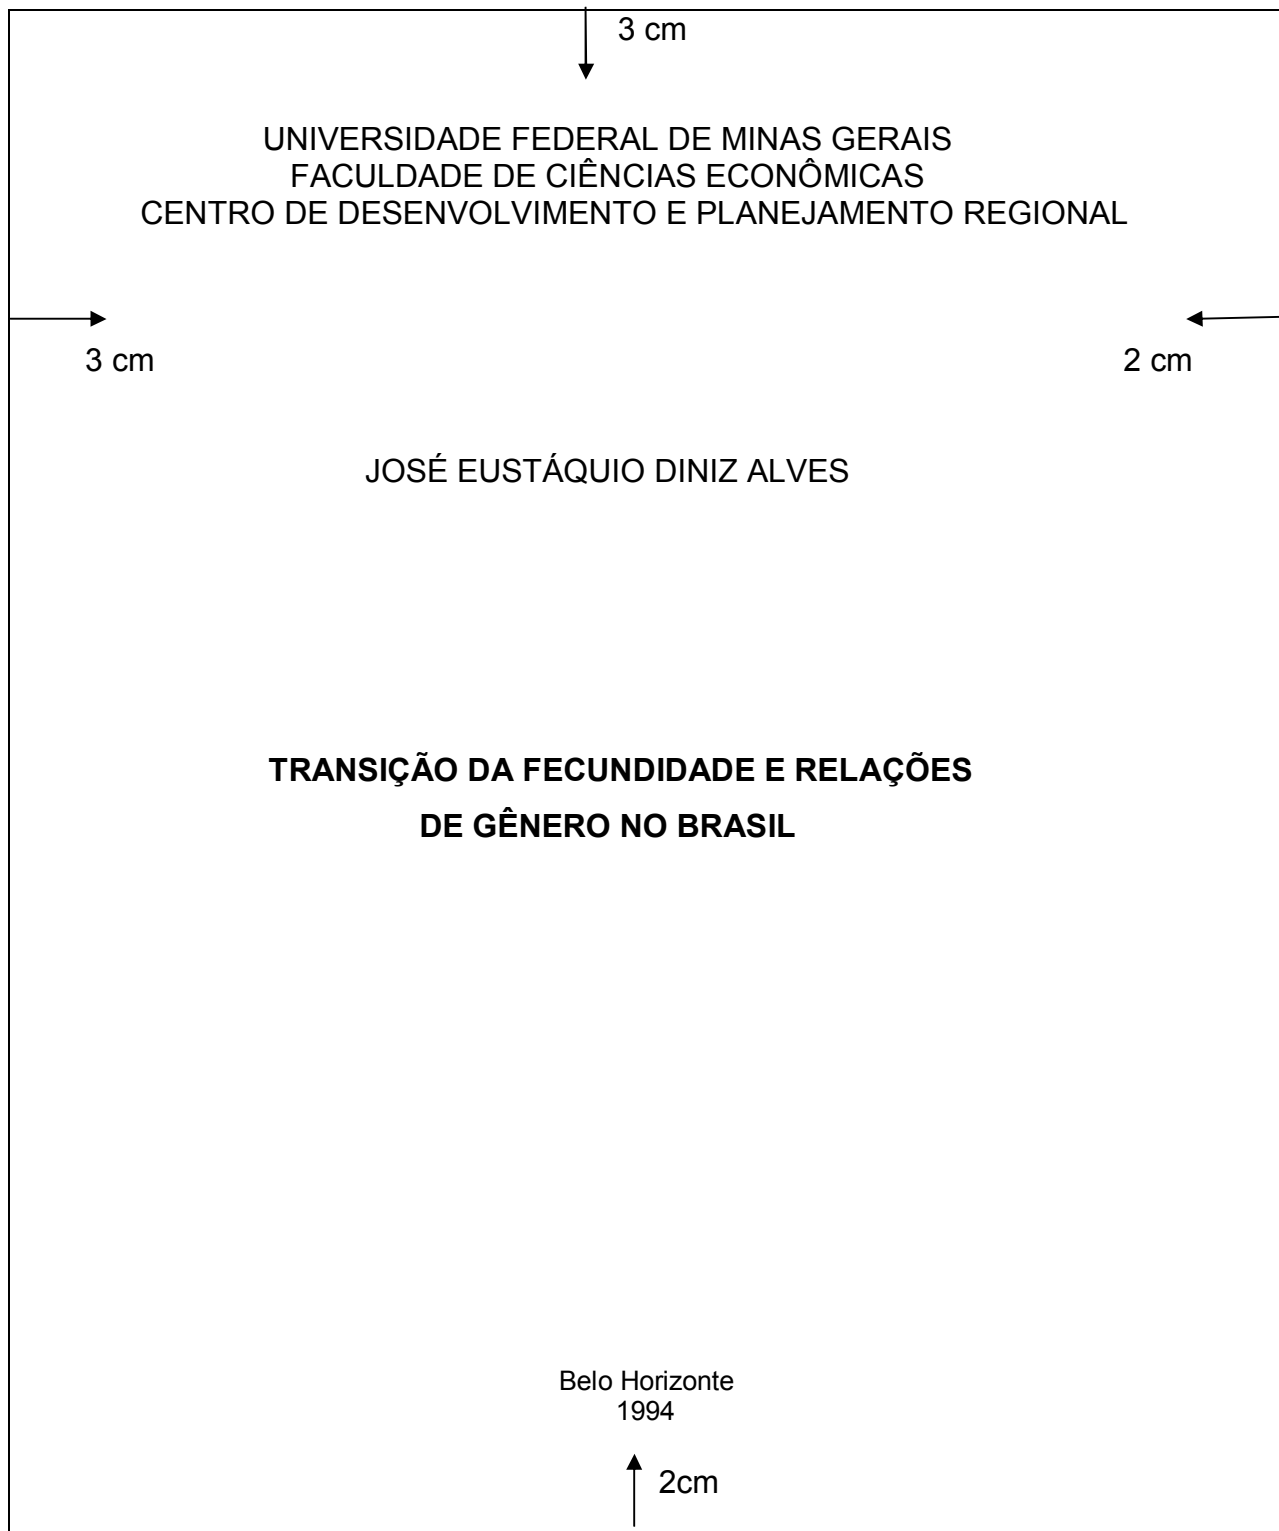 3 cm
UNIVERSIDADE FEDERAL DE MINAS GERAIS
FACULDADE DE CIÊNCIAS ECONÔMICAS
CENTRO DE DESENVOLVIMENTO E PLANEJAMENTO REGIONAL
3 cm
2 cm
JOSÉ EUSTÁQUIO DINIZ ALVES
TRANSIÇÃO DA FECUNDIDADE E RELAÇÕES
DE GÊNERO NO BRASIL
Belo Horizonte
1994
2cm